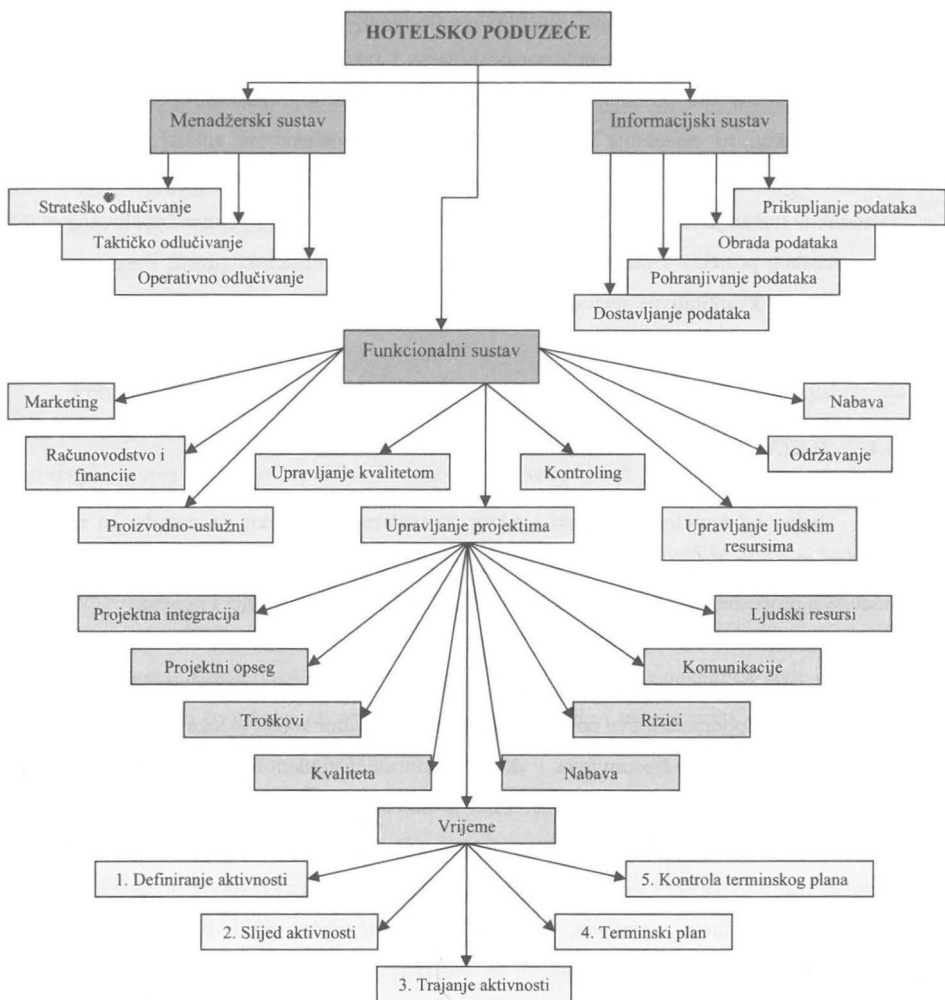 HOTELSKO PODUZEĆE
Menadžerski sustav
Informacijski sustav
Strateško odlučivanje
Taktičko odlučivanje
Operativno odlučivanje
Prikupljanje podataka
Obrada podataka
Pohranjivanje podataka
Dostavljanje podataka
Funkcionalni sustav
Marketing
Nabava
Računovodstvo i
financije
Upravljanje kvalitetom
Kontroling
Održavanje
Proizvodno-uslužni
Upravljanje projektima
Upravljanje ljudskim
resursima
Projektna integracija
Ljudski resursi
Projektni opseg
Komunikacije
Troškovi
Rizici
Kvaliteta
Nabava
Vrijeme
1. Definiranje aktivnosti
5. Kontrola terminskog plana
2. Slijed aktivnosti
4. Terminski plan
3. Trajanje aktivnosti